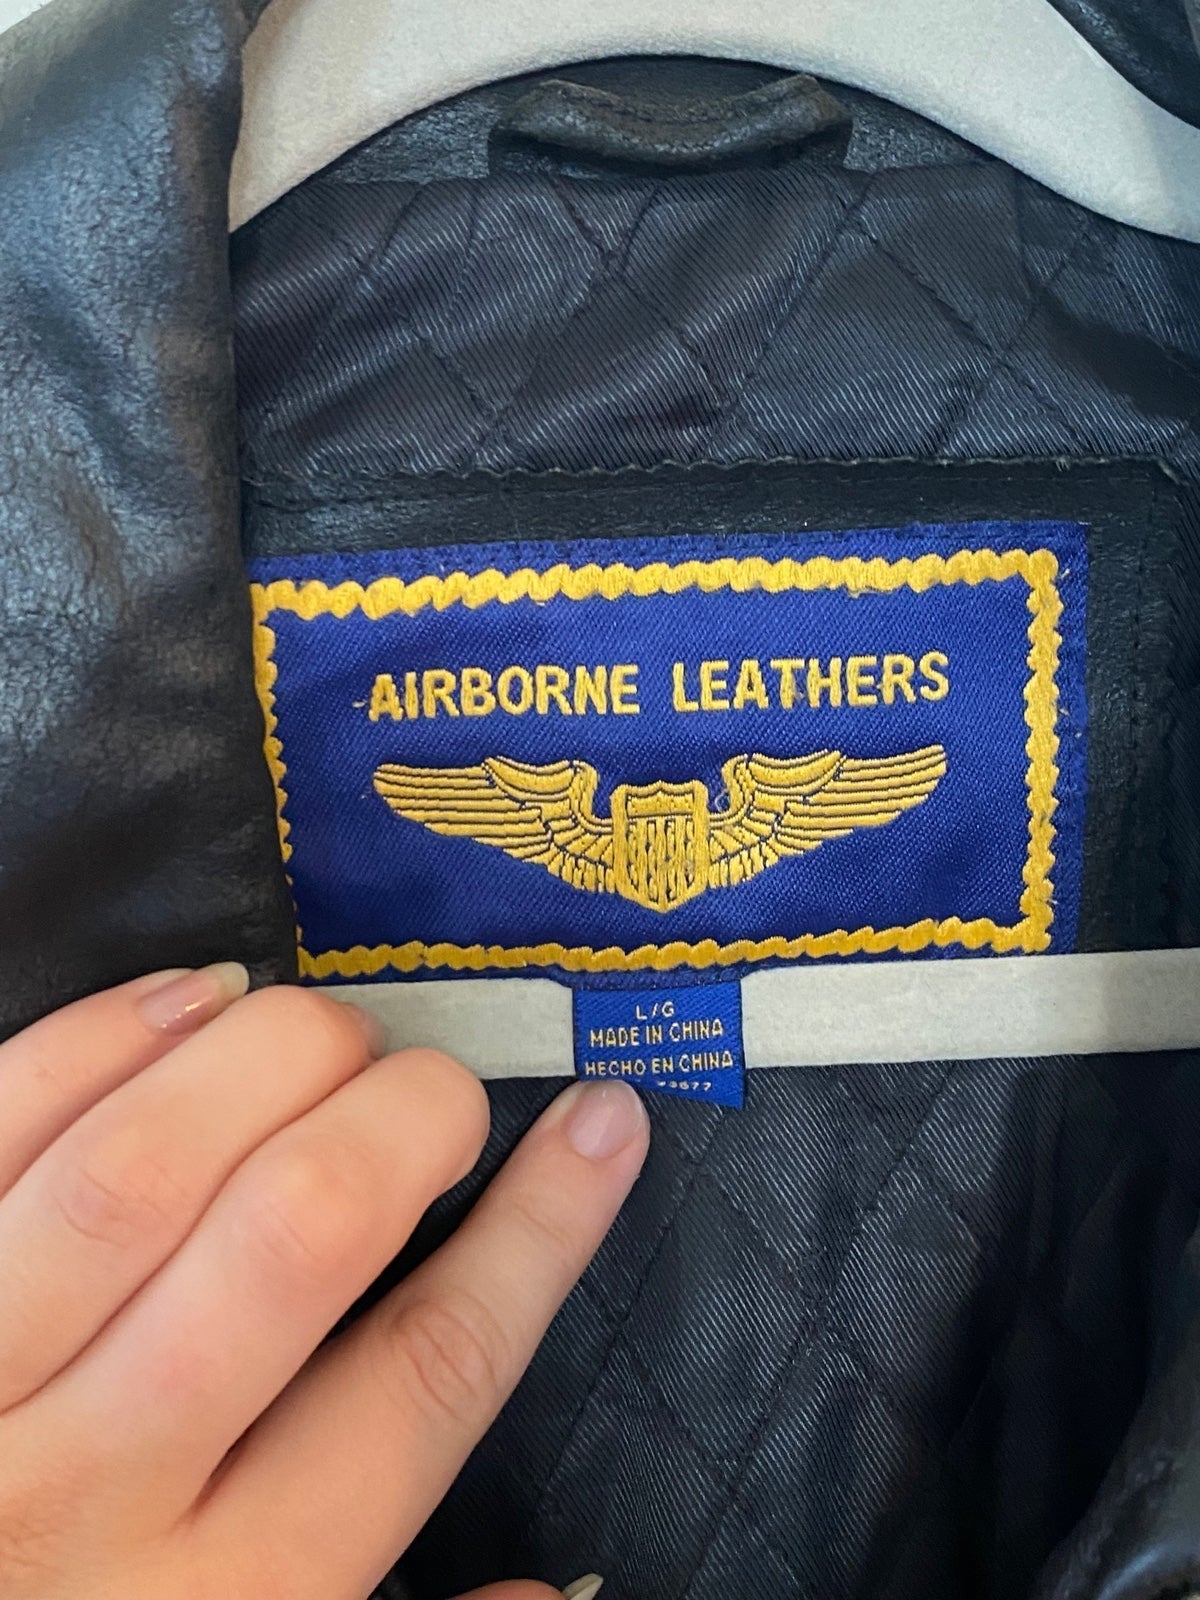 AIRBORNE LEATHERS
L/G
MADE IN CHINA
HECHO EN CHINA